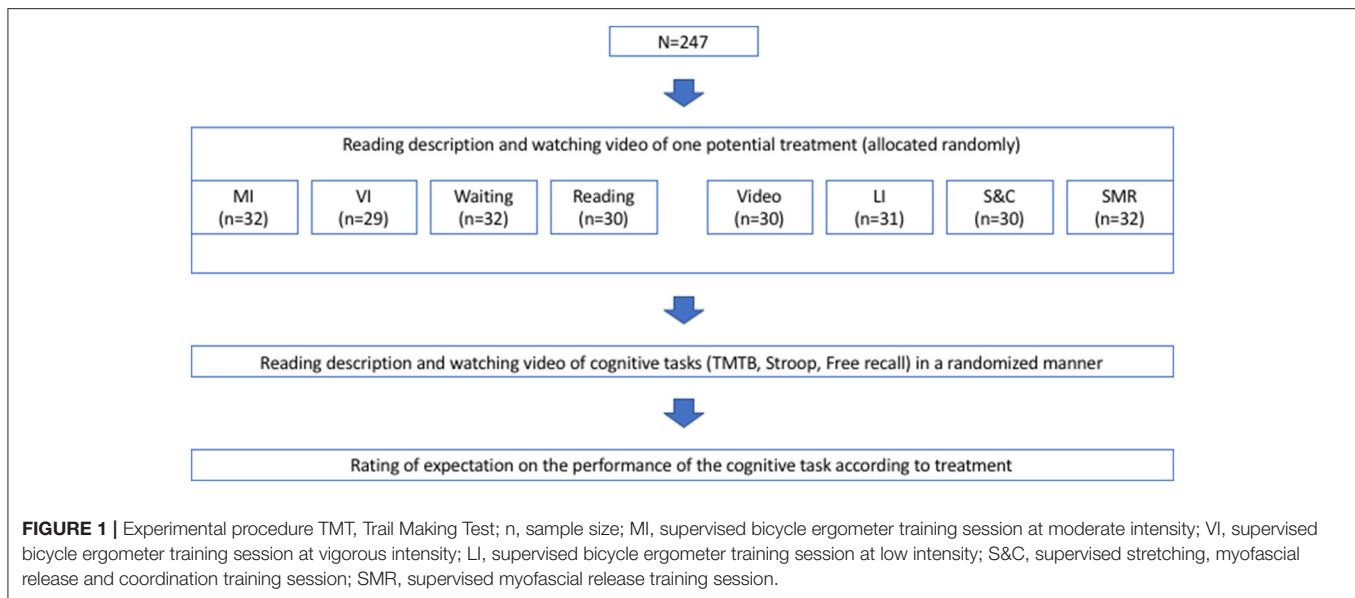 N=247
Reading description and watching video of one potential treatment (allocated randomly)
MI VI Waiting Reading Video LI S&C SMR
(n=32) (n=29) (n=32) (n=30) (n=30) (n=31) (n=30) (n=32)
Reading description and watching video of cognitive tasks (TMTB, Stroop, Free recall) in a randomized manner
Rating of expectation on the performance of the cognitive task according to treatment
FIGURE 1 | Experimental procedure TMT, Trail Making Test; n, sample size; MI, supervised bicycle ergometer training session at moderate intensity; VI, supervised
bicycle ergometer training session at vigorous intensity; LI, supervised bicycle ergometer training session at low intensity; S&C, supervised stretching, myofascial
release and coordination training session; SMR, supervised myofascial release training session.